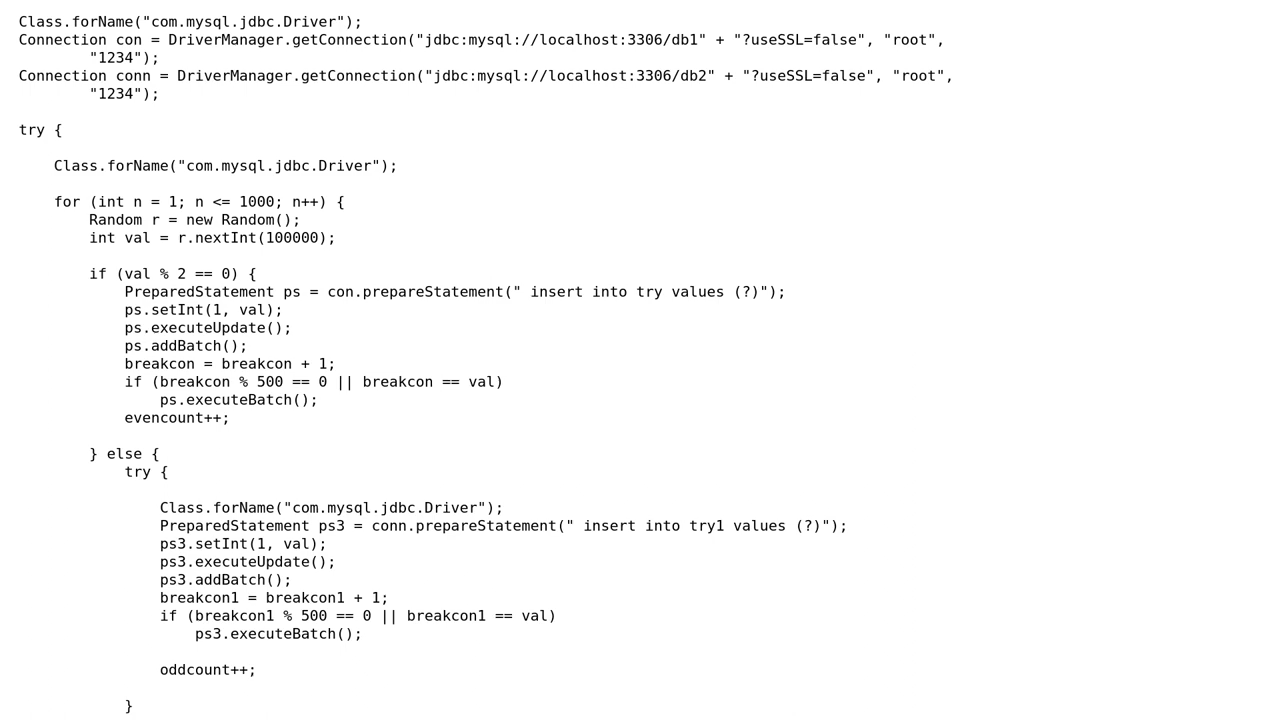 Class.forName("com.mysql.jdbc.Driver");
Connection con = DriverManager.getConnection("jdbc:mysql://localhost:3306/db1" + "?useSSL=false", "root",
        "1234");
Connection conn = DriverManager.getConnection("jdbc:mysql://localhost:3306/db2" + "?useSSL=false", "root",
        "1234");

try {

    Class.forName("com.mysql.jdbc.Driver");

    for (int n = 1; n <= 1000; n++) {
        Random r = new Random();
        int val = r.nextInt(100000);

        if (val % 2 == 0) {
            PreparedStatement ps = con.prepareStatement(" insert into try values (?)");
            ps.setInt(1, val);
            ps.executeUpdate();
            ps.addBatch();
            breakcon = breakcon + 1;
            if (breakcon % 500 == 0 || breakcon == val)
                ps.executeBatch();
            evencount++;

        } else {
            try {

                Class.forName("com.mysql.jdbc.Driver");
                PreparedStatement ps3 = conn.prepareStatement(" insert into try1 values (?)");
                ps3.setInt(1, val);
                ps3.executeUpdate();
                ps3.addBatch();
                breakcon1 = breakcon1 + 1;
                if (breakcon1 % 500 == 0 || breakcon1 == val)
                    ps3.executeBatch();

                oddcount++;

            }